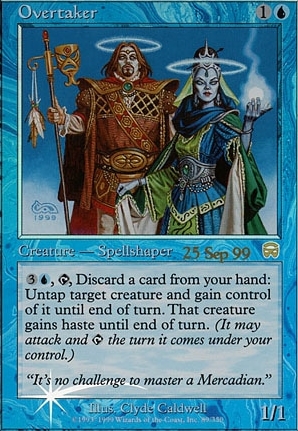 Overtaker 1
1999
Creature — Spellshaper 25 Sep 99
3, Discard a card from your hand:
Untap target creature and gain control
of it until end of turn. That creature
gains haste until end of turn. (It may
attack and the turn it comes under your
control.)
"It's no challenge to master a Mercadian."
Illus. Clyde Caldwell
1/1